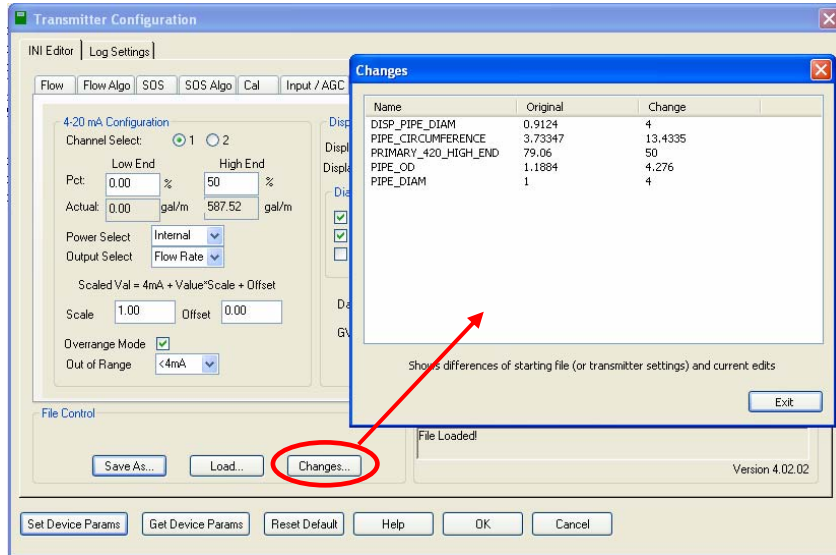 Transmitter Configuration
INI Editor
Log Settings
Flow
Flow Algo
SOS
SOS Algo
Cal
Input / AGC
4-20 mA Configuration
Channel Select:
1
2
Low End
High End
Pct:
0.00
%
50
%
Actual:
0.00
gal/m
587.52
gal/m
Power Select
Internal
Output Select
Flow Rate
Scaled Val = 4mA + Value*Scale + Offset
Scale
1.00
Offset
0.00
Overrange Mode
Out of Range
<4mA
Changes
Name
Original
Change
DISP_PIPE_DIAM
0.9124
4
PIPE_CIRCUMFERENCE
3.73347
13.4335
PRIMARY_420_HIGH_END
79.06
50
PIPE_OD
1.1884
4.276
PIPE_DIAM
1
4
Shows differences of starting file (or transmitter settings) and current edits
Exit
File Control
Save As...
Load...
Changes...
File Loaded!
Version 4.02.02
Set Device Params
Get Device Params
Reset Default
Help
OK
Cancel